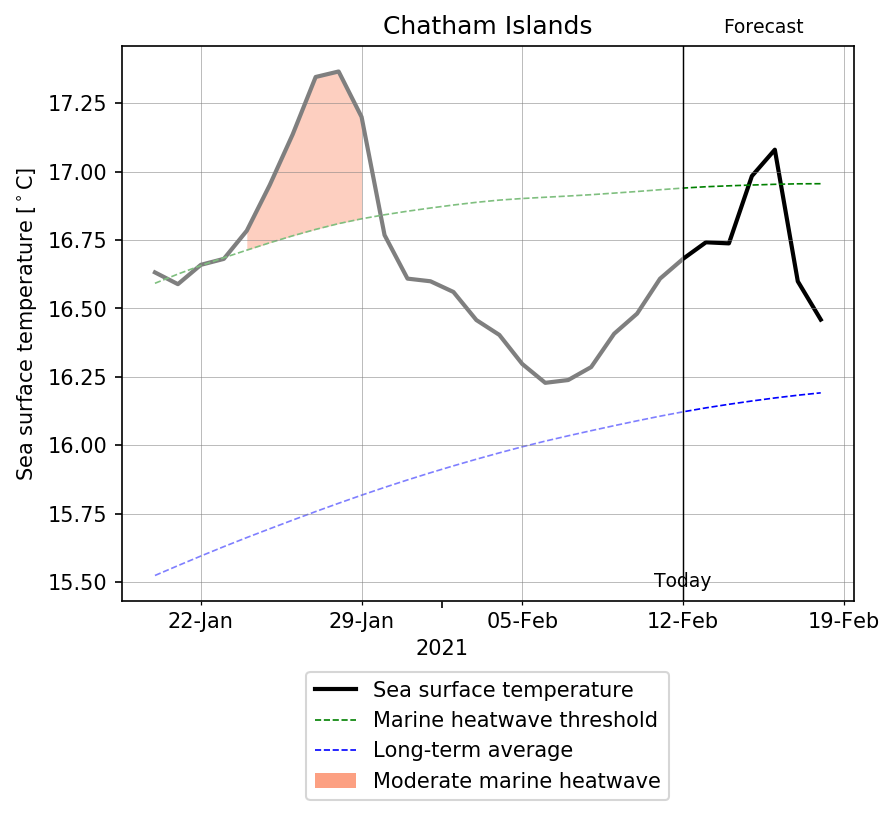 Chatham Islands
Forecast
Sea surface temperature [°C]
17.25
17.00
16.75
16.50
16.25
16.00
15.75
15.50
Today
22-Jan
29-Jan
05-Feb
12-Feb
19-Feb
2021
Sea surface temperature
Marine heatwave threshold
Long-term average
Moderate marine heatwave